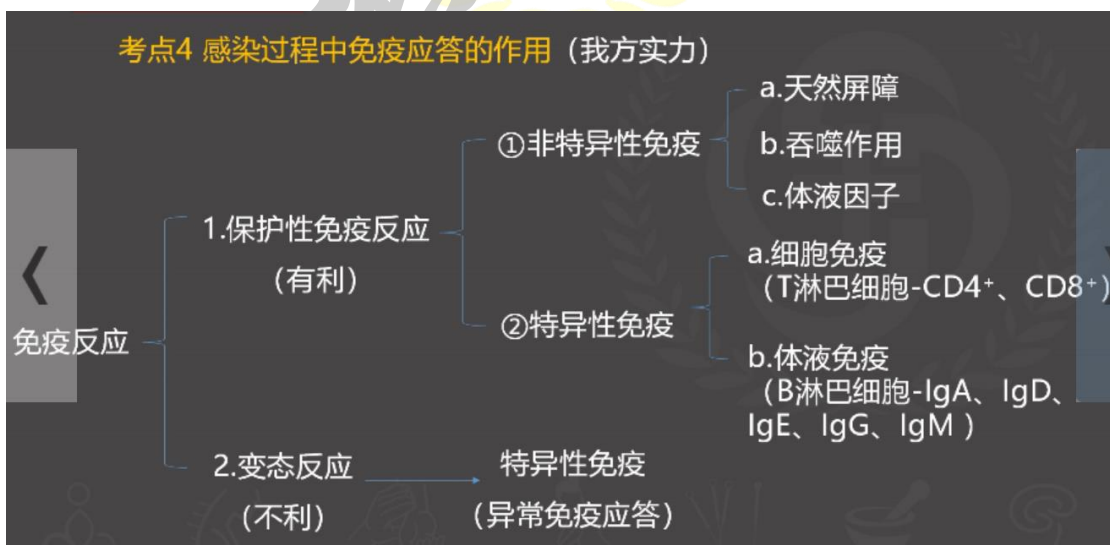 考点4 感染过程中免疫应答的作用（我方实力）
免疫反应
1.保护性免疫反应
（有利）
①非特异性免疫
a.天然屏障
b.吞噬作用
c.体液因子
②特异性免疫
a.细胞免疫
（T淋巴细胞-CD4⁺、CD8⁺）
b.体液免疫
（B淋巴细胞-IgA、IgD、
IgE、IgG、IgM ）
2.变态反应
（不利）
特异性免疫
（异常免疫应答）